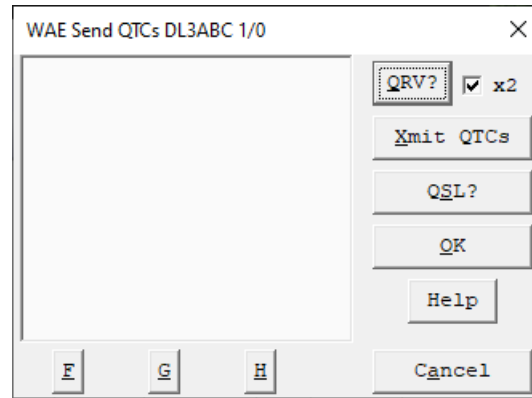 WAE Send QTCs DL3ABC 1/0
QRV? x2
Xmit QTCs
QSL?
OK
Help
F G H Cancel